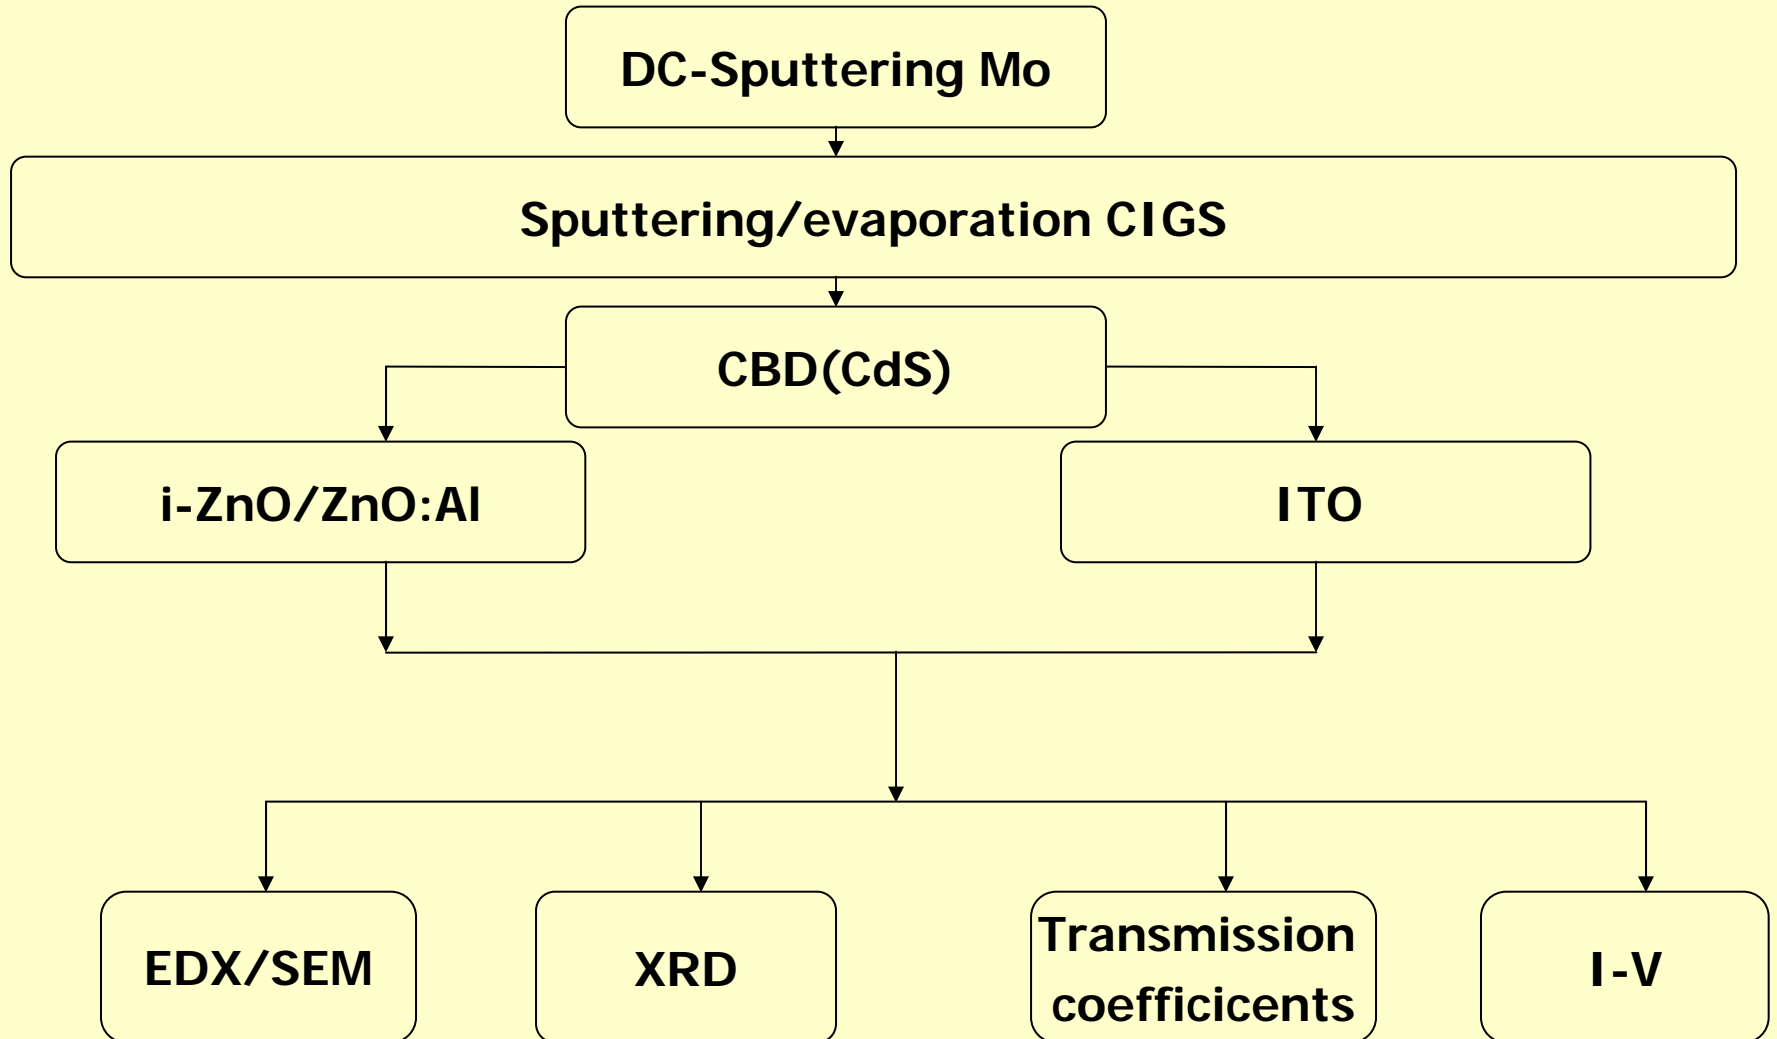 DC-Sputtering Mo
Sputtering/evaporation CIGS
CBD(CdS)
i-ZnO/ZnO:Al
ITO
EDX/SEM
XRD
Transmission
coefficicents
I-V